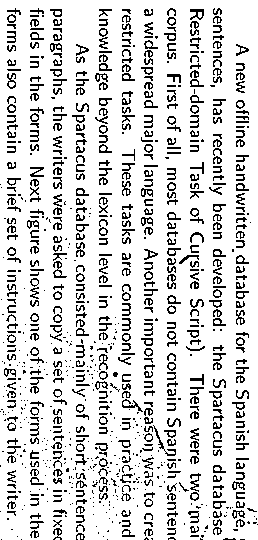 A new offline handwritten database for the Spanish language,
sentences, has recently been developed: the Spartacus database
Restricted-domain Task of Cursive Script). There were two
corpus. First of all, most databases do not contain Spanish
a widespread major language. Another important reason was to
restricted tasks. These tasks are commonly used in practice and
knowledge beyond the lexicon level in the recognition process.
As the Spartacus database consisted mainly of short sentence
paragraphs, the writers were asked to copy a set of sentences in
fields in the forms. Next figure shows one of the forms used in the
forms also contain a brief set of instructions given to the writer.